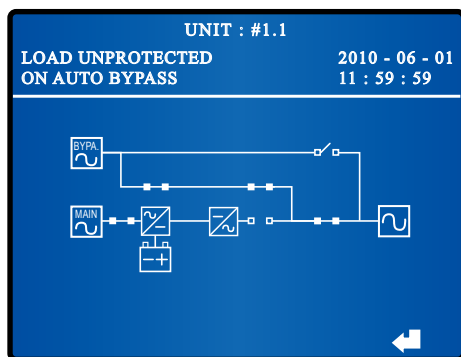 UNIT : #1.1
LOAD UNPROTECTED
2010 - 06 - 01
ON AUTO BYPASS
11 : 59 : 59
BYPA.
MAIN